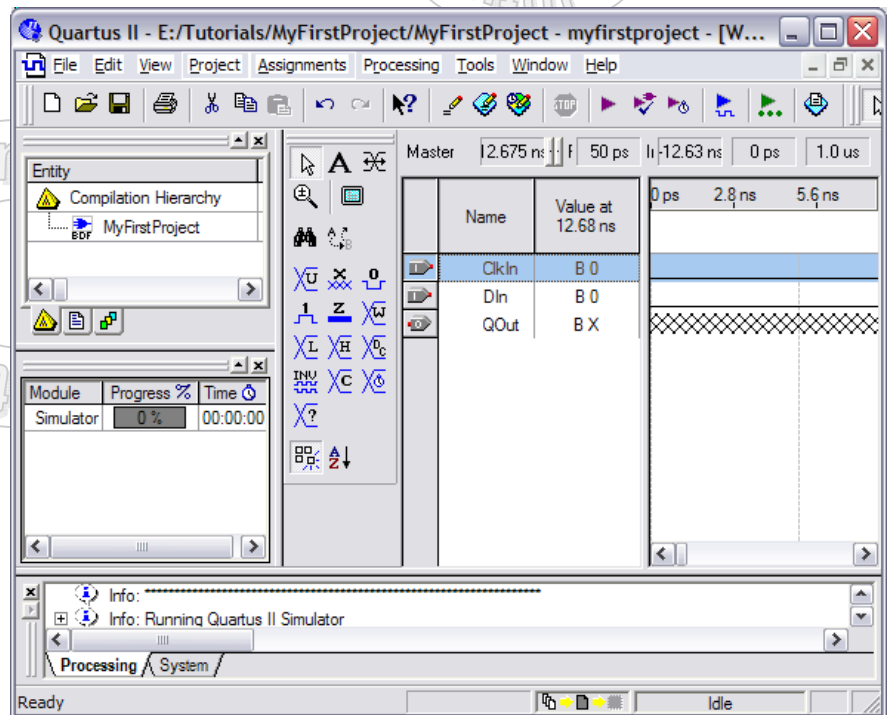 Quartus II - E:/Tutorials/MyFirstProject/MyFirstProject - myfirstproject - [W...
File Edit View Project Assignments Processing Tools Window Help
STOP
Master 12.675 ns 50 ps -12.63 ns 0 ps 1.0 us
Entity
Compilation Hierarchy
BDF MyFirstProject
Name Value at 12.68 ns 0 ps 2.8 ns 5.6 ns
ClkIn B 0
DIn B 0
QOut B X
Module Progress % Time
Simulator 0 % 00:00:00
Info: ********************************************************************
Info: Running Quartus II Simulator
Processing System
Ready Idle